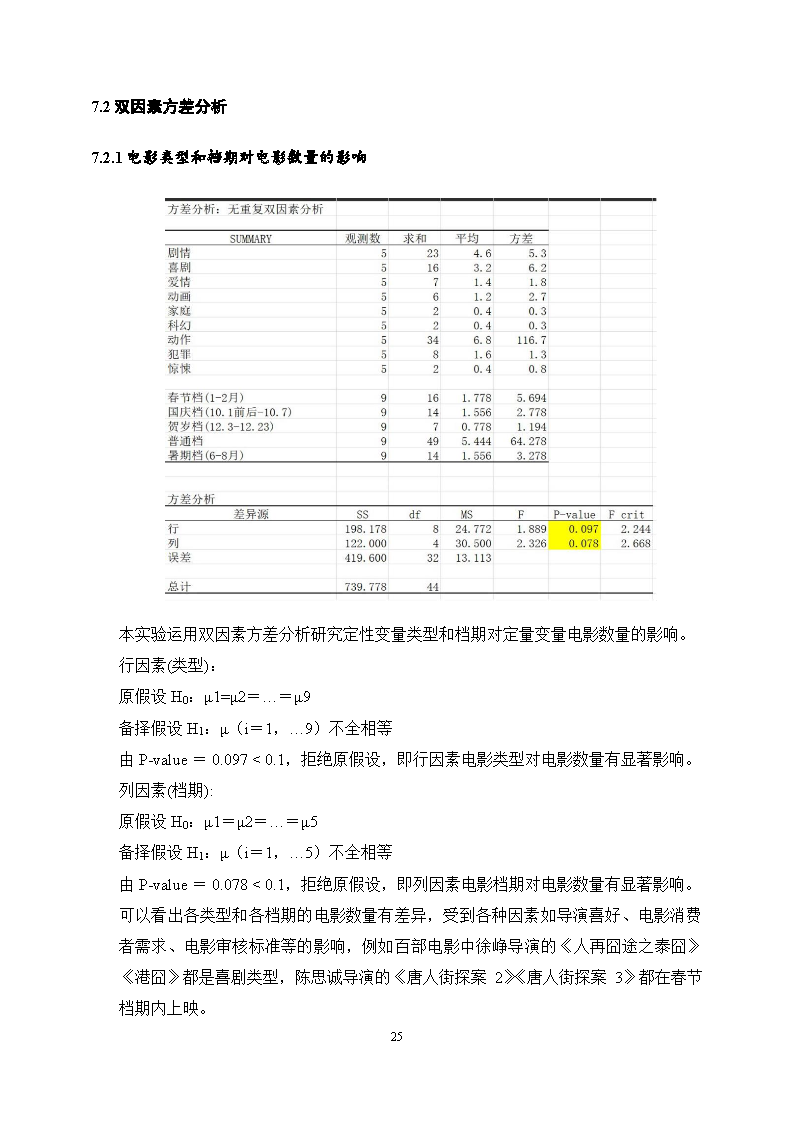 7.2 双因素方差分析
7.2.1 电影类型和档期对电影数量的影响
方差分析：无重复双因素分析
SUMMARY 观测数 求和 平均 方差
剧情 5 23 4.6 5.3
喜剧 5 16 3.2 6.2
爱情 5 7 1.4 1.8
动画 5 6 1.2 2.7
家庭 5 2 0.4 0.3
科幻 5 2 0.4 0.3
动作 5 34 6.8 116.7
犯罪 5 8 1.6 1.3
惊悚 5 2 0.4 0.8
春节档(1-2月) 9 16 1.778 5.694
国庆档(10.1前后-10.7) 9 14 1.556 2.778
贺岁档(12.3-12.23) 9 7 0.778 1.194
普通档 9 49 5.444 64.278
暑期档(6-8月) 9 14 1.556 3.278
方差分析
差异源 SS df MS F P-value F crit
行 198.178 8 24.772 1.889 0.097 2.244
列 122.000 4 30.500 2.326 0.078 2.668
误差 419.600 32 13.113
总计 739.778 44
本实验运用双因素方差分析研究定性变量类型和档期对定量变量电影数量的影响。
行因素(类型)：
原假设 H0：μ1=μ2＝…＝μ9
备择假设 H1：μ（i＝1，…9）不全相等
由 P-value ＝ 0.097＜0.1，拒绝原假设，即行因素电影类型对电影数量有显著影响。
列因素(档期):
原假设 H0：μ1＝μ2＝…＝μ5
备择假设 H1：μ（i＝1，…5）不全相等
由 P-value ＝ 0.078＜0.1，拒绝原假设，即列因素电影档期对电影数量有显著影响。
可以看出各类型和各档期的电影数量有差异，受到各种因素如导演喜好、电影消费
者需求、电影审核标准等的影响，例如百部电影中徐峥导演的《人再囧途之泰囧》
《港囧》都是喜剧类型，陈思诚导演的《唐人街探案 2》《唐人街探案 3》都在春节
档期内上映。
25